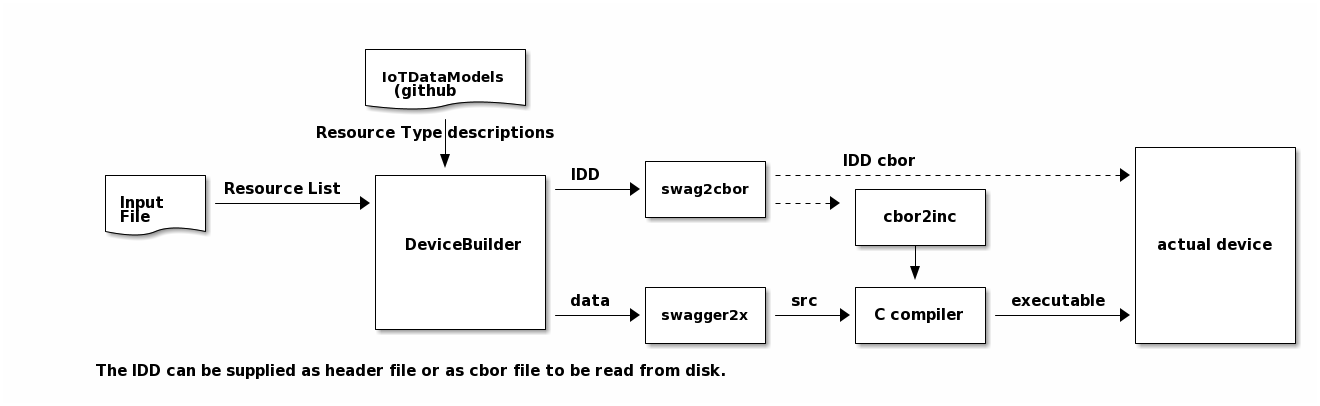 IoTDataModels
(github
Resource Type descriptions
IDD cbor
IDD
Resource List
swag2cbor
Input
File
cbor2inc
DeviceBuilder
actual device
data
src
executable
swagger2x
C compiler
The IDD can be supplied as header file or as cbor file to be read from disk.